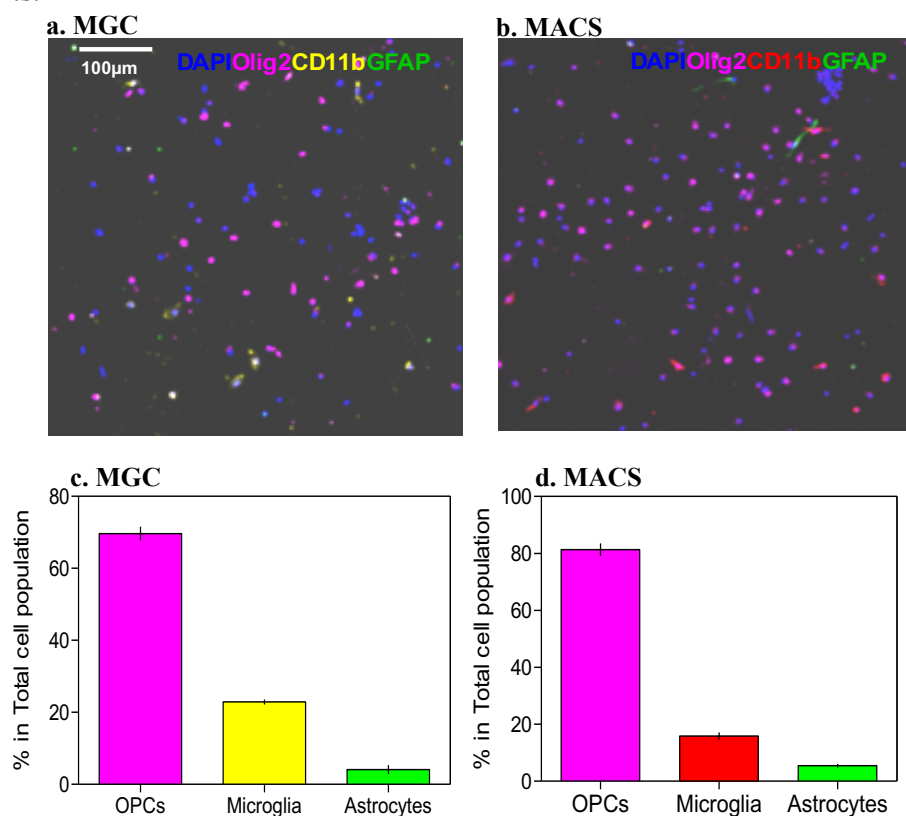 a. MGC
100µm
DAPIOlig2CD11bGFAP
b. MACS
DAPIOlig2CD11bGFAP
c. MGC
% in Total cell population
80
60
40
20
0
OPCs Microglia Astrocytes
d. MACS
% in Total cell population
100
80
60
40
20
0
OPCs Microglia Astrocytes